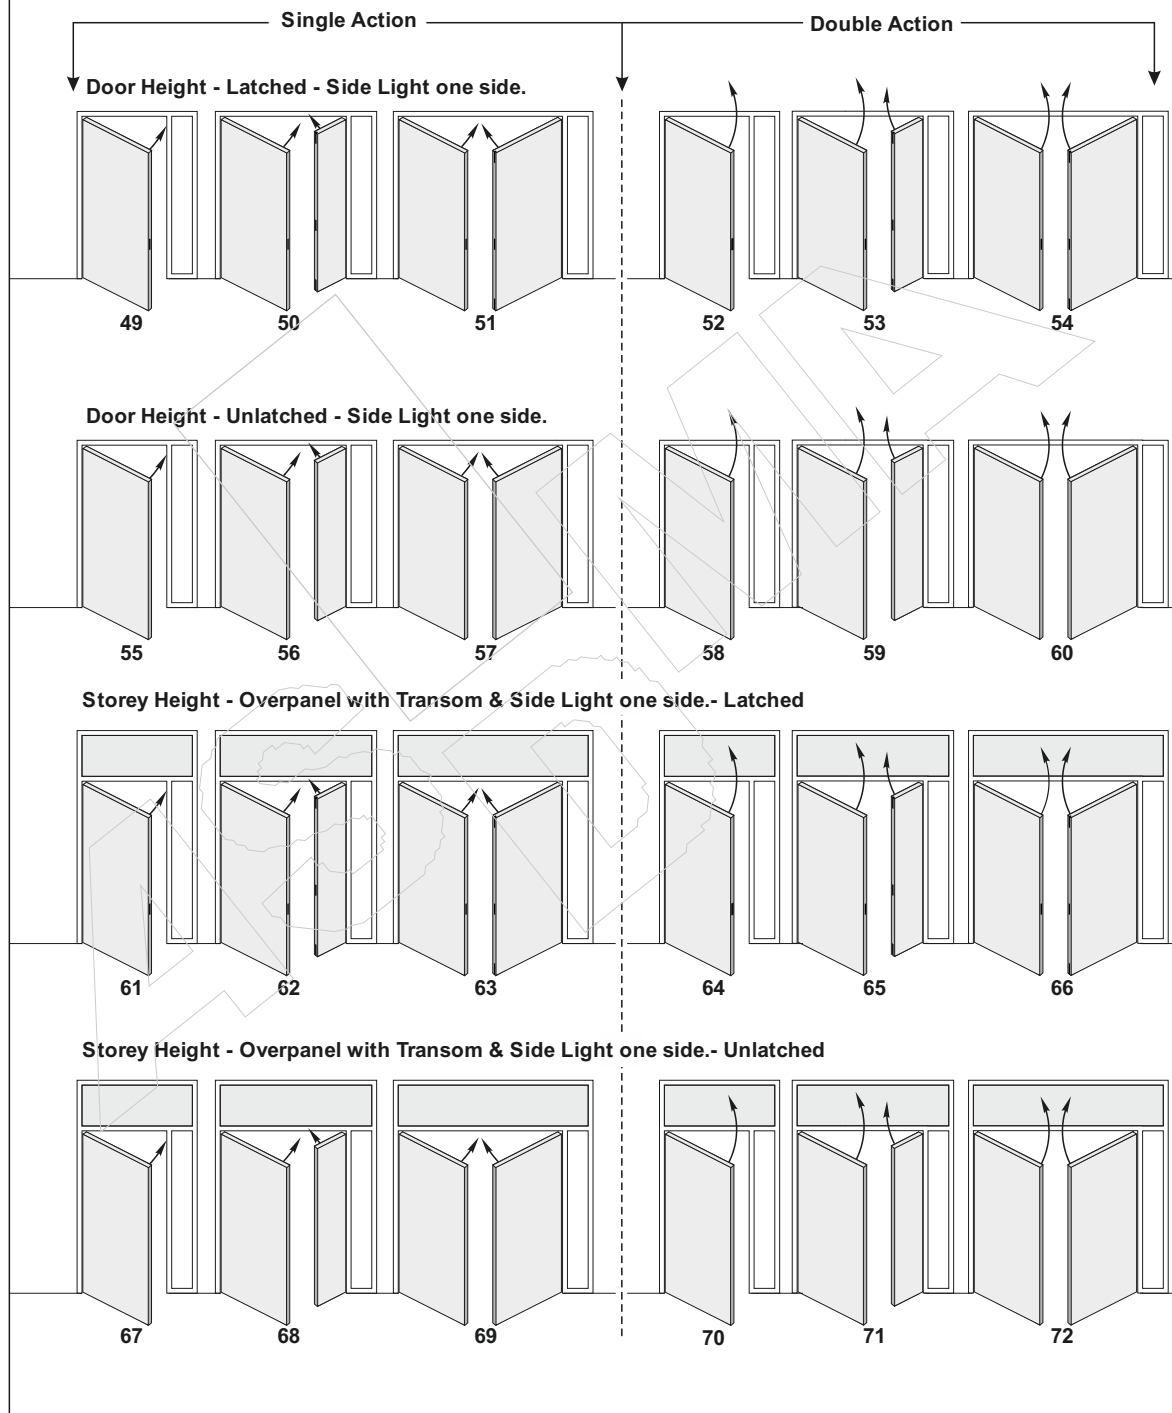 Single Action
Double Action
Door Height - Latched - Side Light one side.
49 50 51 52 53 54
Door Height - Unlatched - Side Light one side.
55 56 57 58 59 60
Storey Height - Overpanel with Transom & Side Light one side.- Latched
61 62 63 64 65 66
Storey Height - Overpanel with Transom & Side Light one side.- Unlatched
67 68 69 70 71 72